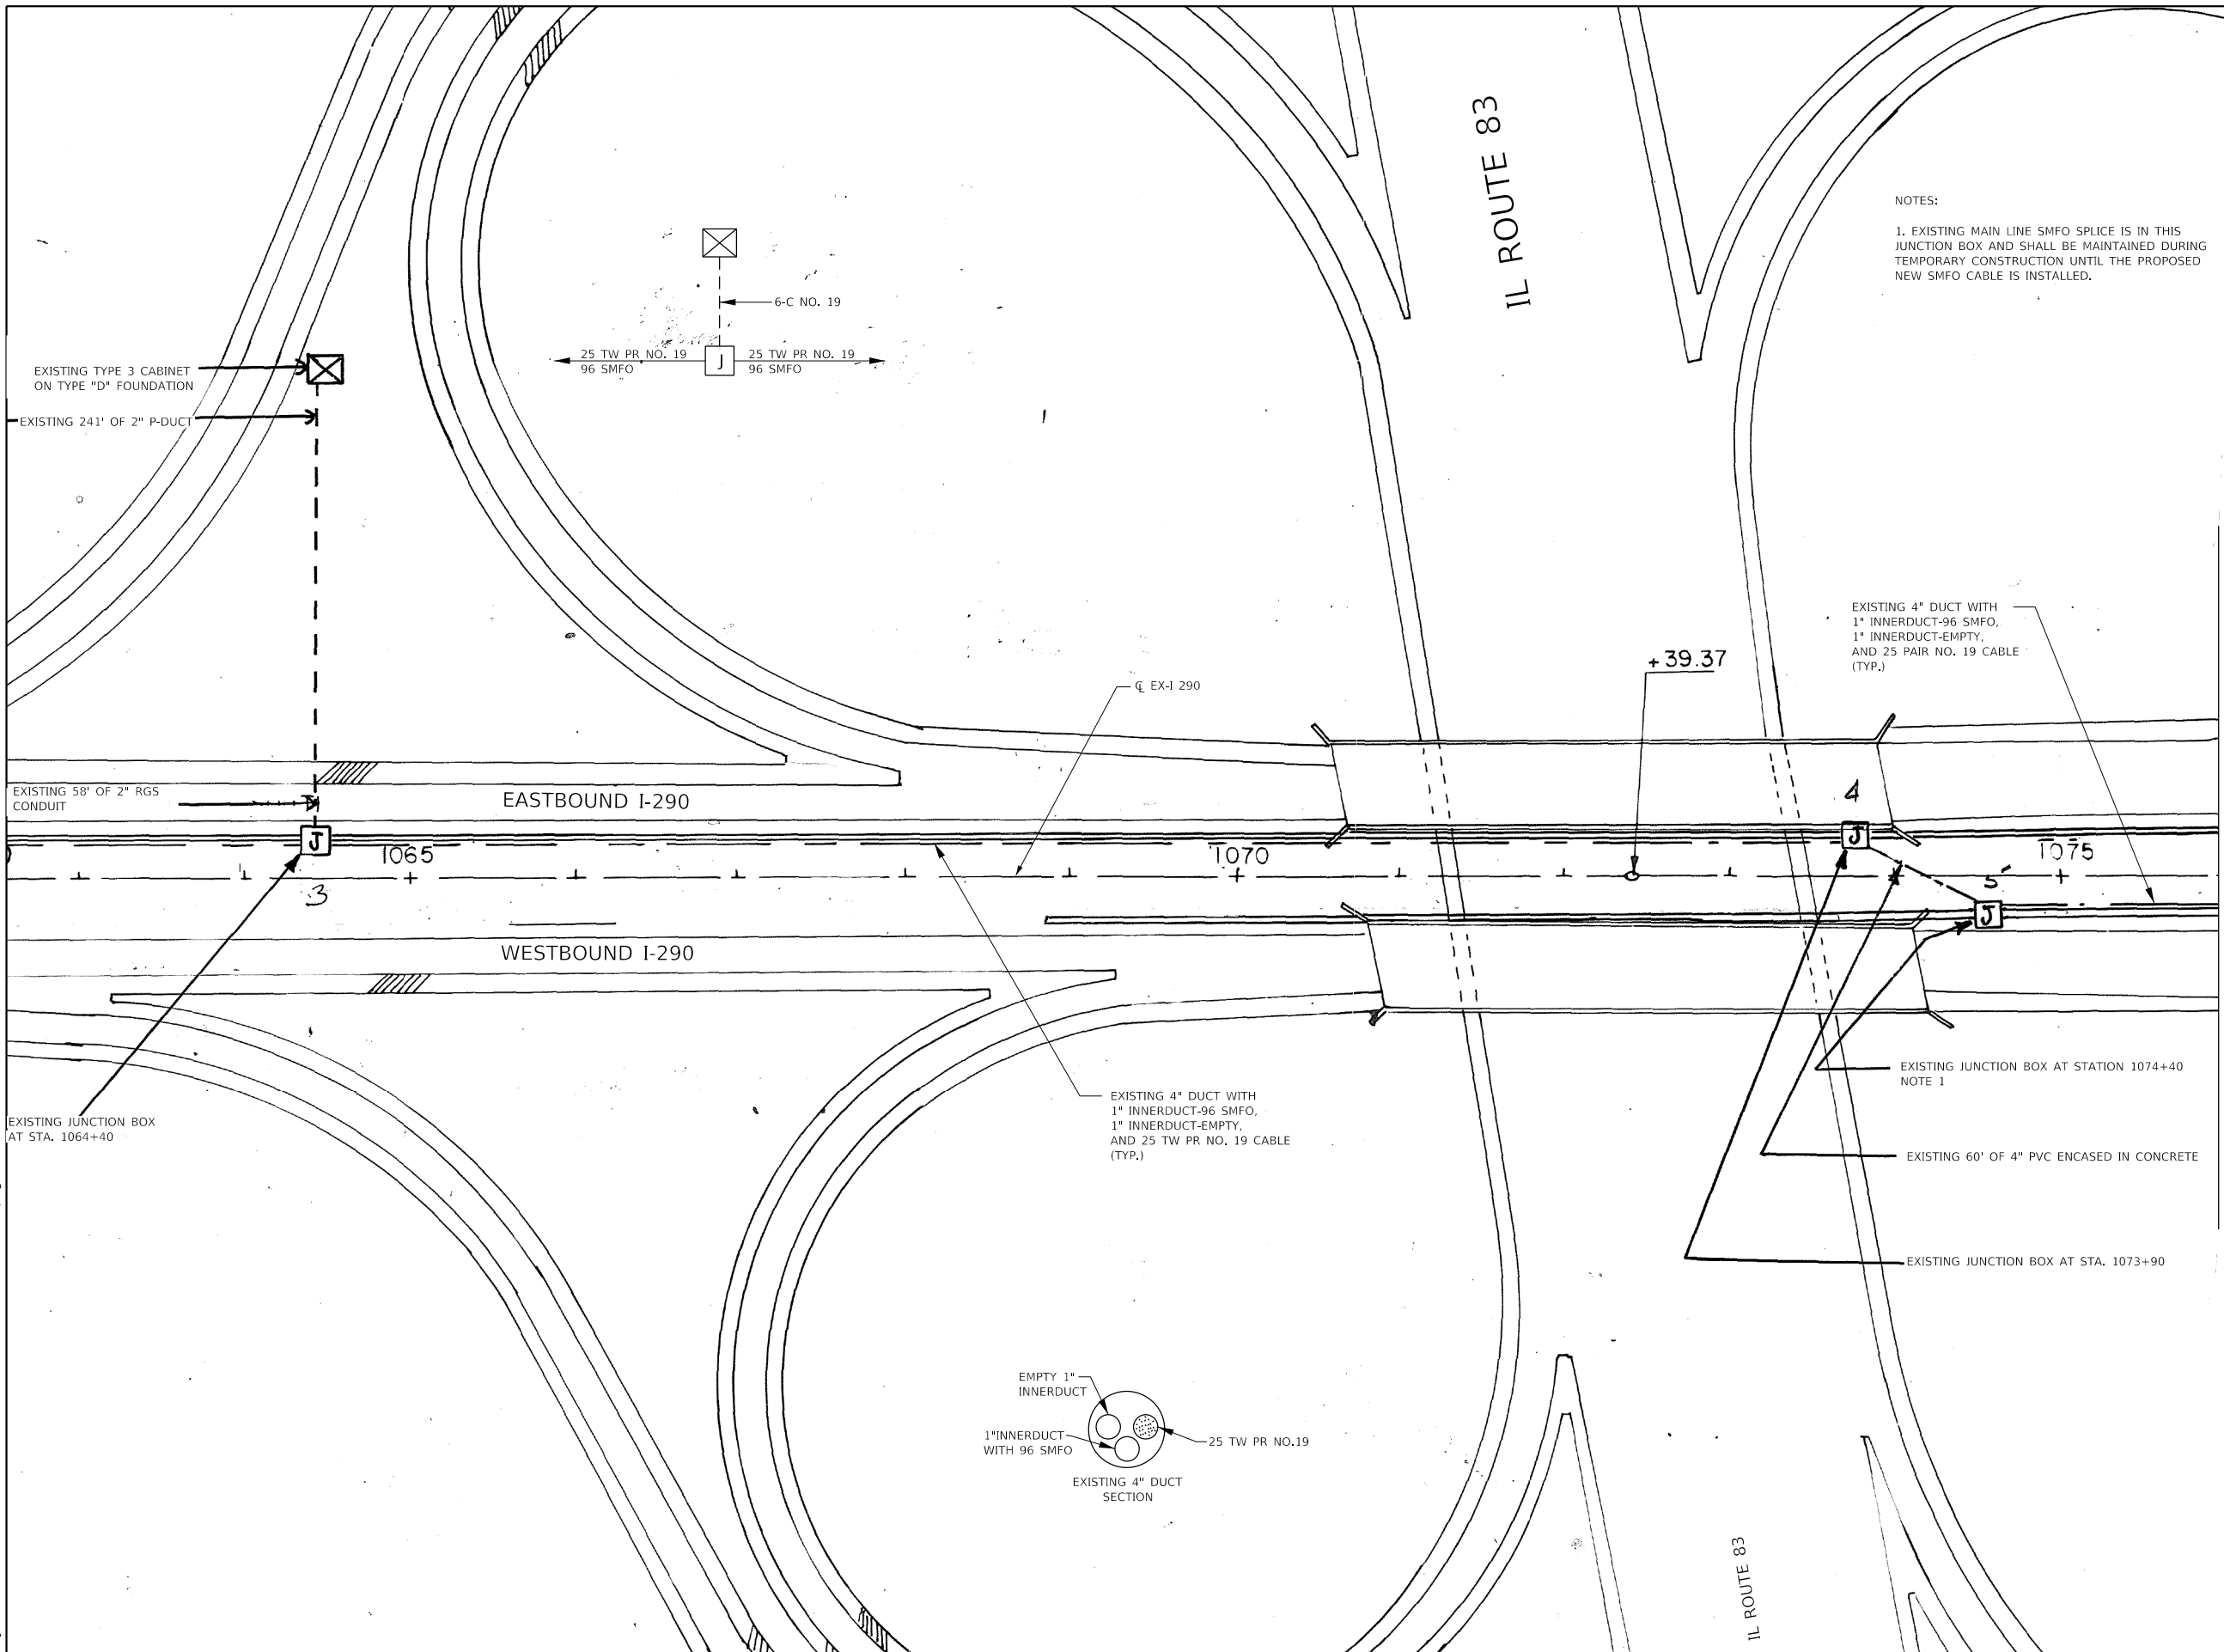 IL ROUTE 83
NOTES:
1. EXISTING MAIN LINE SMFO SPLICE IS IN THIS
JUNCTION BOX AND SHALL BE MAINTAINED DURING
TEMPORARY CONSTRUCTION UNTIL THE PROPOSED
NEW SMFO CABLE IS INSTALLED.
6-C NO. 19
25 TW PR NO. 19
96 SMFO
J
25 TW PR NO. 19
96 SMFO
EXISTING TYPE 3 CABINET
ON TYPE "D" FOUNDATION
EXISTING 241' OF 2" P-DUCT
EXISTING 4" DUCT WITH
1" INNERDUCT-96 SMFO,
1" INNERDUCT-EMPTY,
AND 25 PAIR NO. 19 CABLE
(TYP.)
+39.37
℄ EX-I 290
EXISTING 58' OF 2" RGS
CONDUIT
EASTBOUND I-290
4
J
J
1065
1070
1075
3
5
J
WESTBOUND I-290
EXISTING JUNCTION BOX AT STATION 1074+40
NOTE 1
EXISTING 4" DUCT WITH
1" INNERDUCT-96 SMFO,
1" INNERDUCT-EMPTY,
AND 25 TW PR NO. 19 CABLE
(TYP.)
EXISTING JUNCTION BOX
AT STA. 1064+40
EXISTING 60' OF 4" PVC ENCASED IN CONCRETE
EXISTING JUNCTION BOX AT STA. 1073+90
EMPTY 1"
INNERDUCT
1"INNERDUCT
WITH 96 SMFO
25 TW PR NO.19
EXISTING 4" DUCT
SECTION
IL ROUTE 83